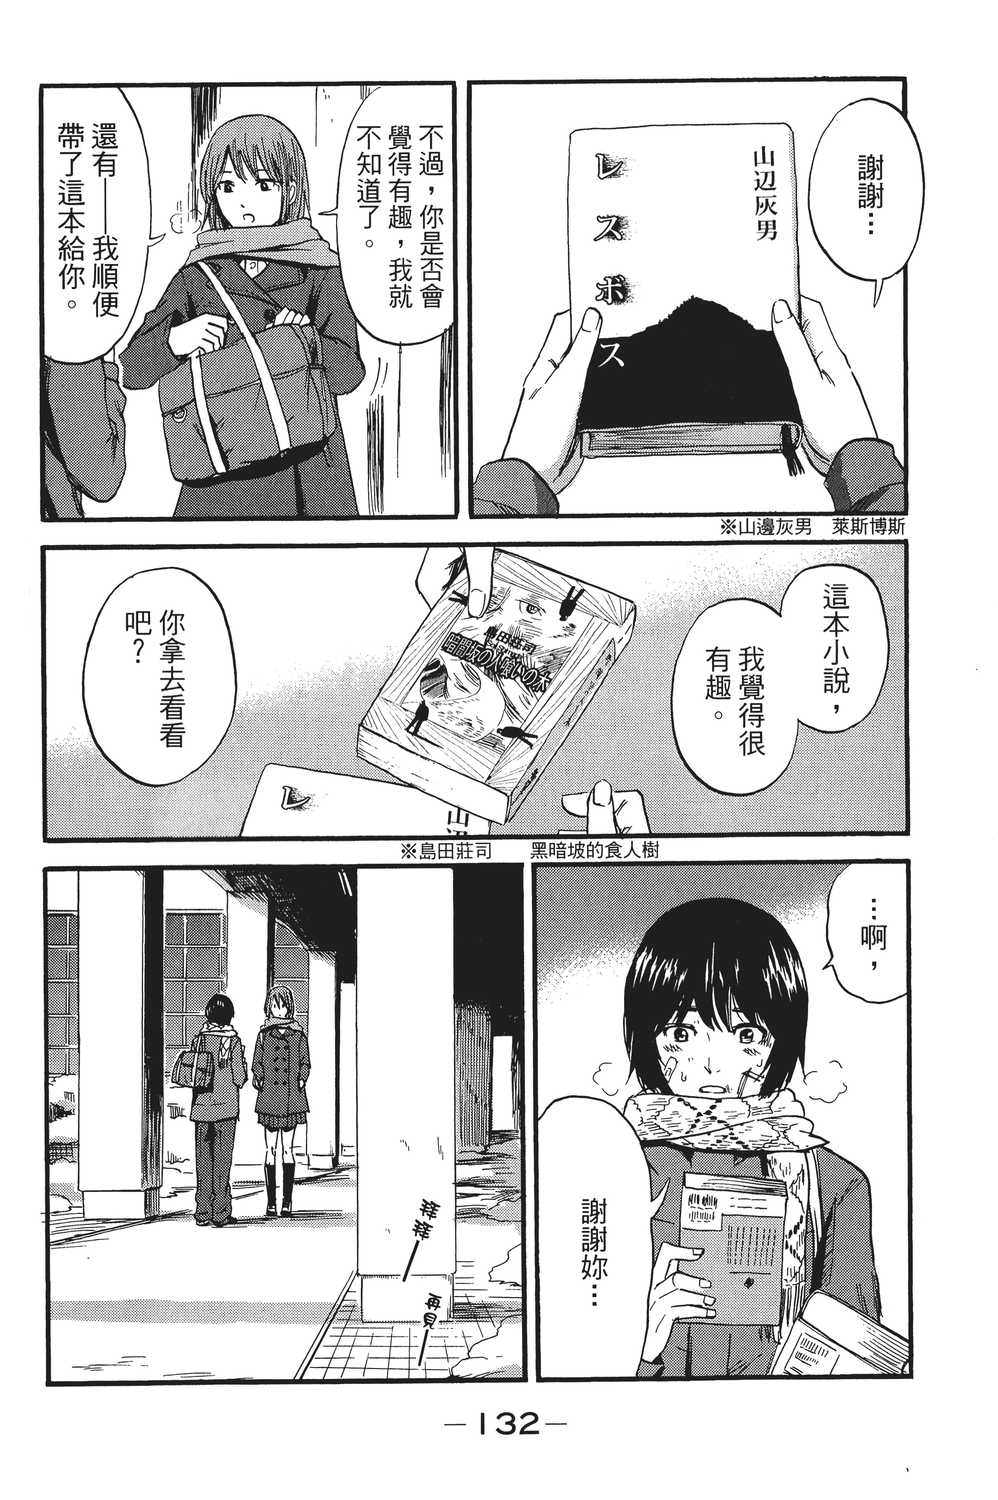 謝謝…
山辺灰男
レスボス
※山邊灰男　萊斯博斯
不過，你是否會
覺得有趣，我就
不知道了。
還有——我順便
帶了這本給你。
這本小說，
我覺得很
有趣。
島田荘司
暗闇坂の人喰いの木
你拿去看看
吧？
レ
山辺
※島田莊司　　黑暗坡的食人樹
…啊，
謝謝妳…
拜拜
再見
—132—